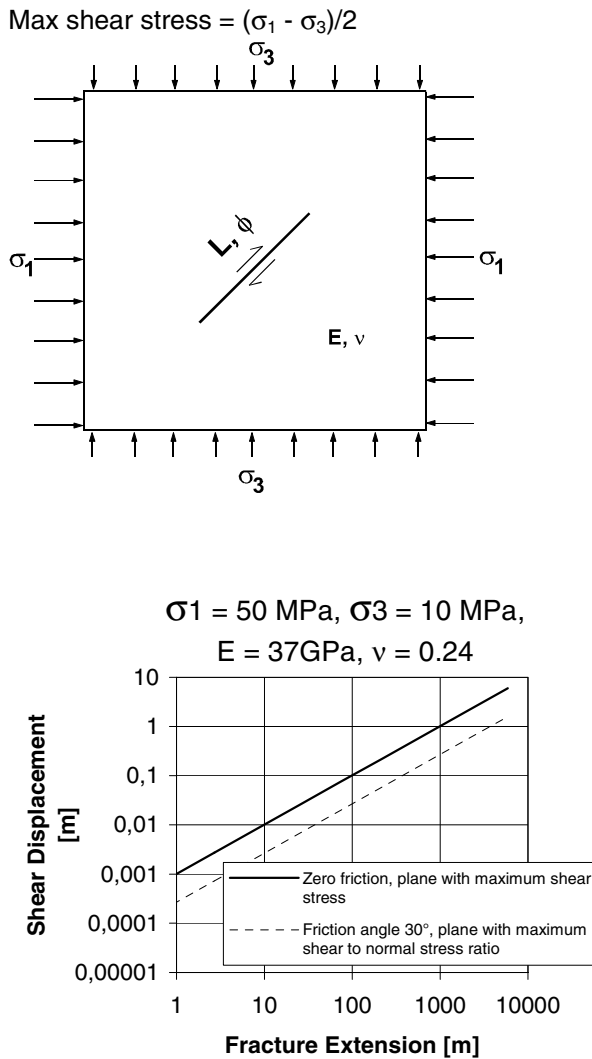 Max shear stress = (σ1 - σ3)/2
σ3
L, ϕ
σ1
σ1
E, ν
σ3
σ1 = 50 MPa, σ3 = 10 MPa,
E = 37GPa, ν = 0.24
Shear Displacement
[m]
10
1
0,1
0,01
0,001
0,0001
0,00001
Zero friction, plane with maximum shear
stress
Friction angle 30°, plane with maximum
shear to normal stress ratio
1
10
100
1000
10000
Fracture Extension [m]